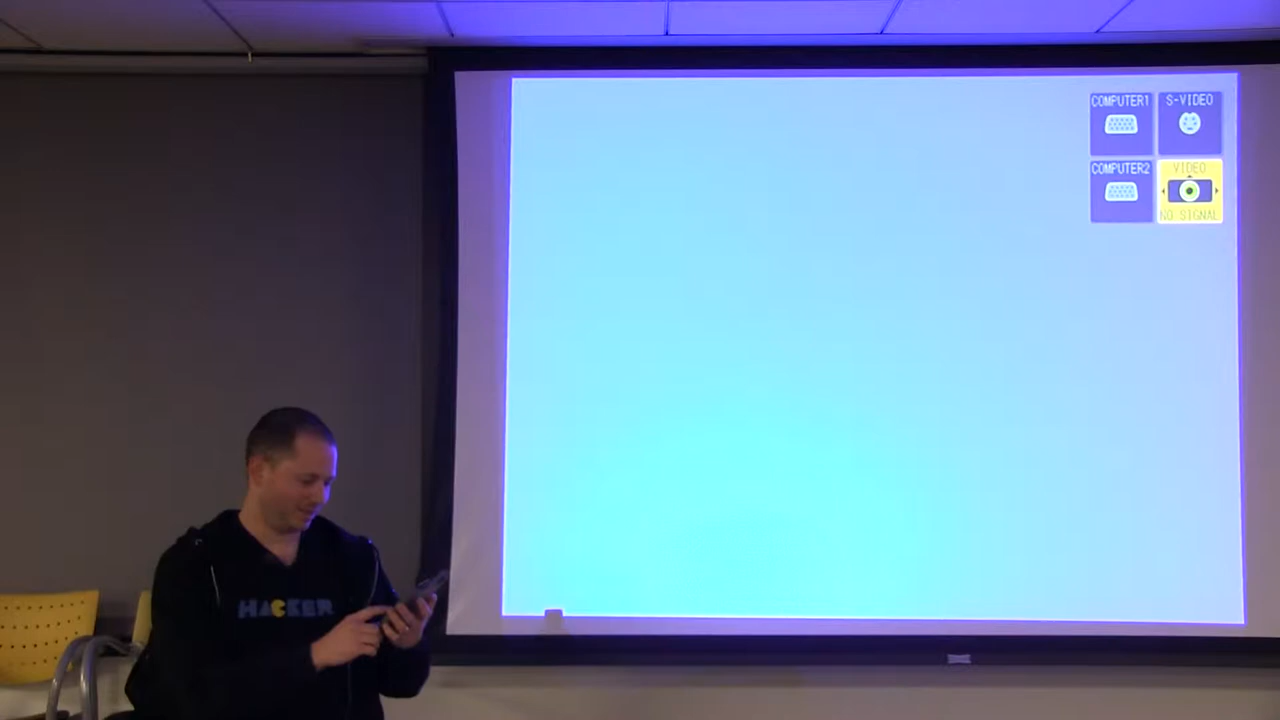 COMPUTER1
S-VIDEO
COMPUTER2
VIDEO
NO SIGNAL
HACKER